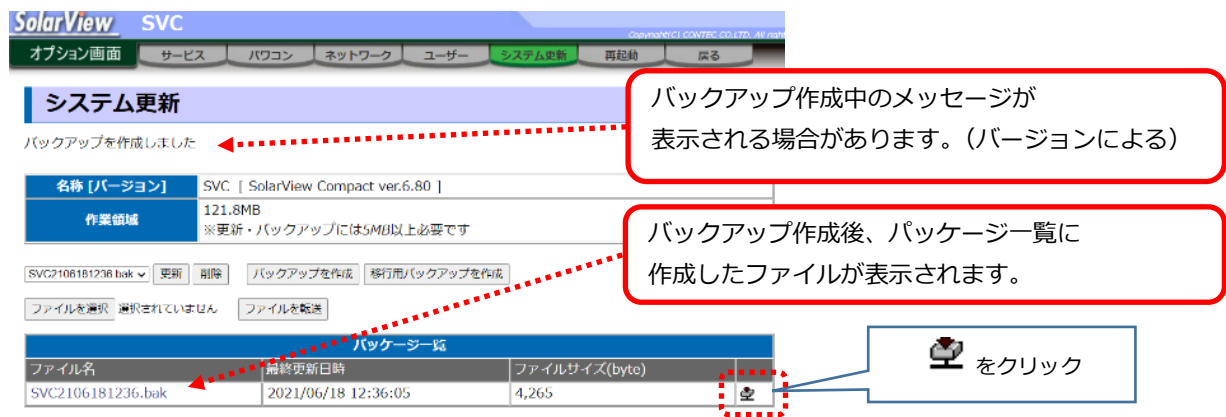 SolarView SVC
Copyright(C) CONTEC CO.,LTD. All
オプション画面 サービス パワコン ネットワーク ユーザー システム更新 再起動 戻る
システム更新
バックアップを作成しました
バックアップ作成中のメッセージが
表示される場合があります。(バージョンによる)
名称 [バージョン] SVC [ SolarView Compact ver.6.80 ]
作業領域 121.8MB
※更新・バックアップには5MB以上必要です
バックアップ作成後、パッケージ一覧に
作成したファイルが表示されます。
SVC2106181236.bak 更新 削除 バックアップを作成 移行用バックアップを作成
ファイルを選択 選択されていません ファイルを転送
パッケージ一覧
ファイル名 最終更新日時 ファイルサイズ(byte)
SVC2106181236.bak 2021/06/18 12:36:05 4,265
をクリック